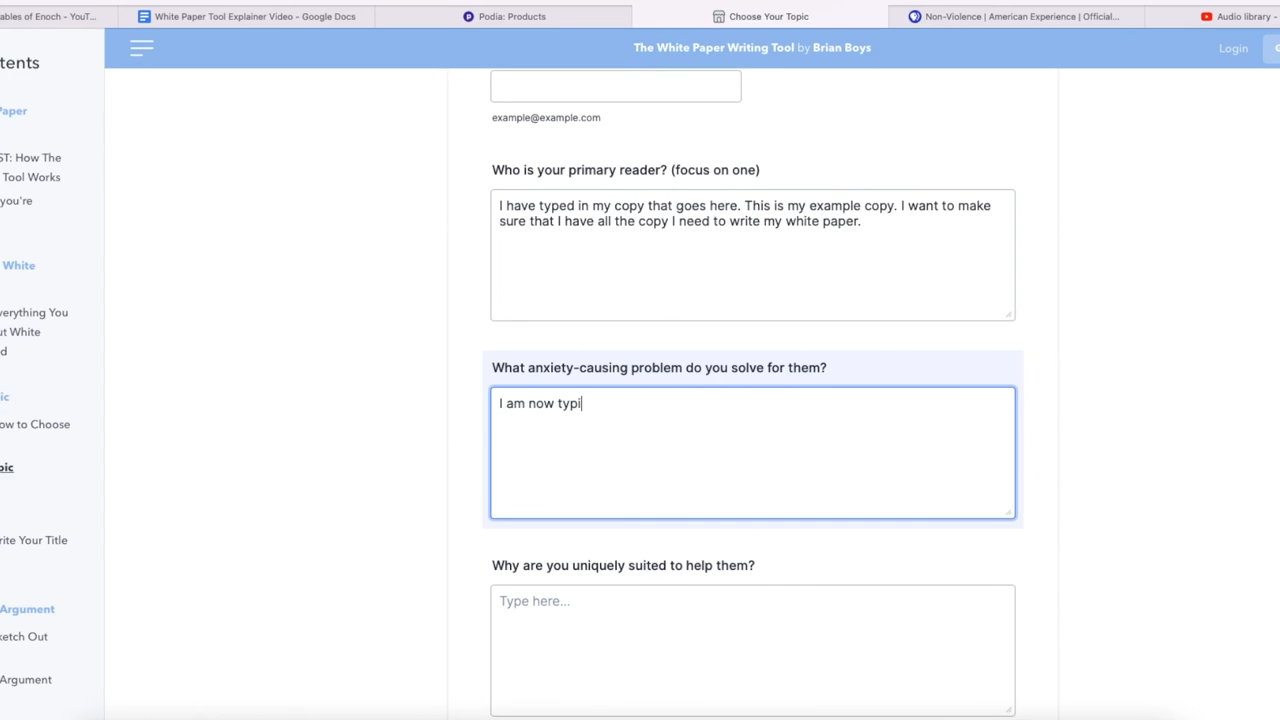 ables of Enoch - YouT...
White Paper Tool Explainer Video - Google Docs
Podia: Products
Choose Your Topic
Non-Violence | American Experience | Official...
Audio library -
The White Paper Writing Tool by Brian Boys
Login
tents
Paper
ST: How The
Tool Works
you're
White
verything You
ut White
d
ic
ow to Choose
pic
rite Your Title
Argument
ketch Out
Argument
example@example.com
Who is your primary reader? (focus on one)
I have typed in my copy that goes here. This is my example copy. I want to make
sure that I have all the copy I need to write my white paper.
What anxiety-causing problem do you solve for them?
I am now typi
Why are you uniquely suited to help them?
Type here...